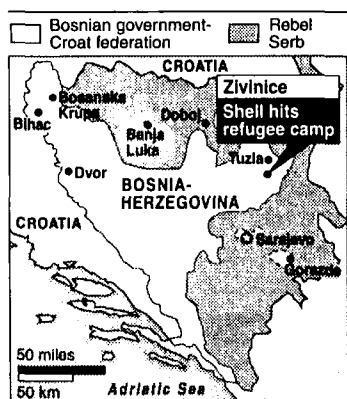 Bosnian government-
Croat federation
Rebel
Serb
CROATIA
Zivinice
Shell hits
refugee camp
Bosanska
Krupa
Bihac
Banja
Luka
Doboj
Tuzla
Dvor
BOSNIA-
HERZEGOVINA
CROATIA
Sarajevo
Gorazde
50 miles
50 km
Adriatic Sea